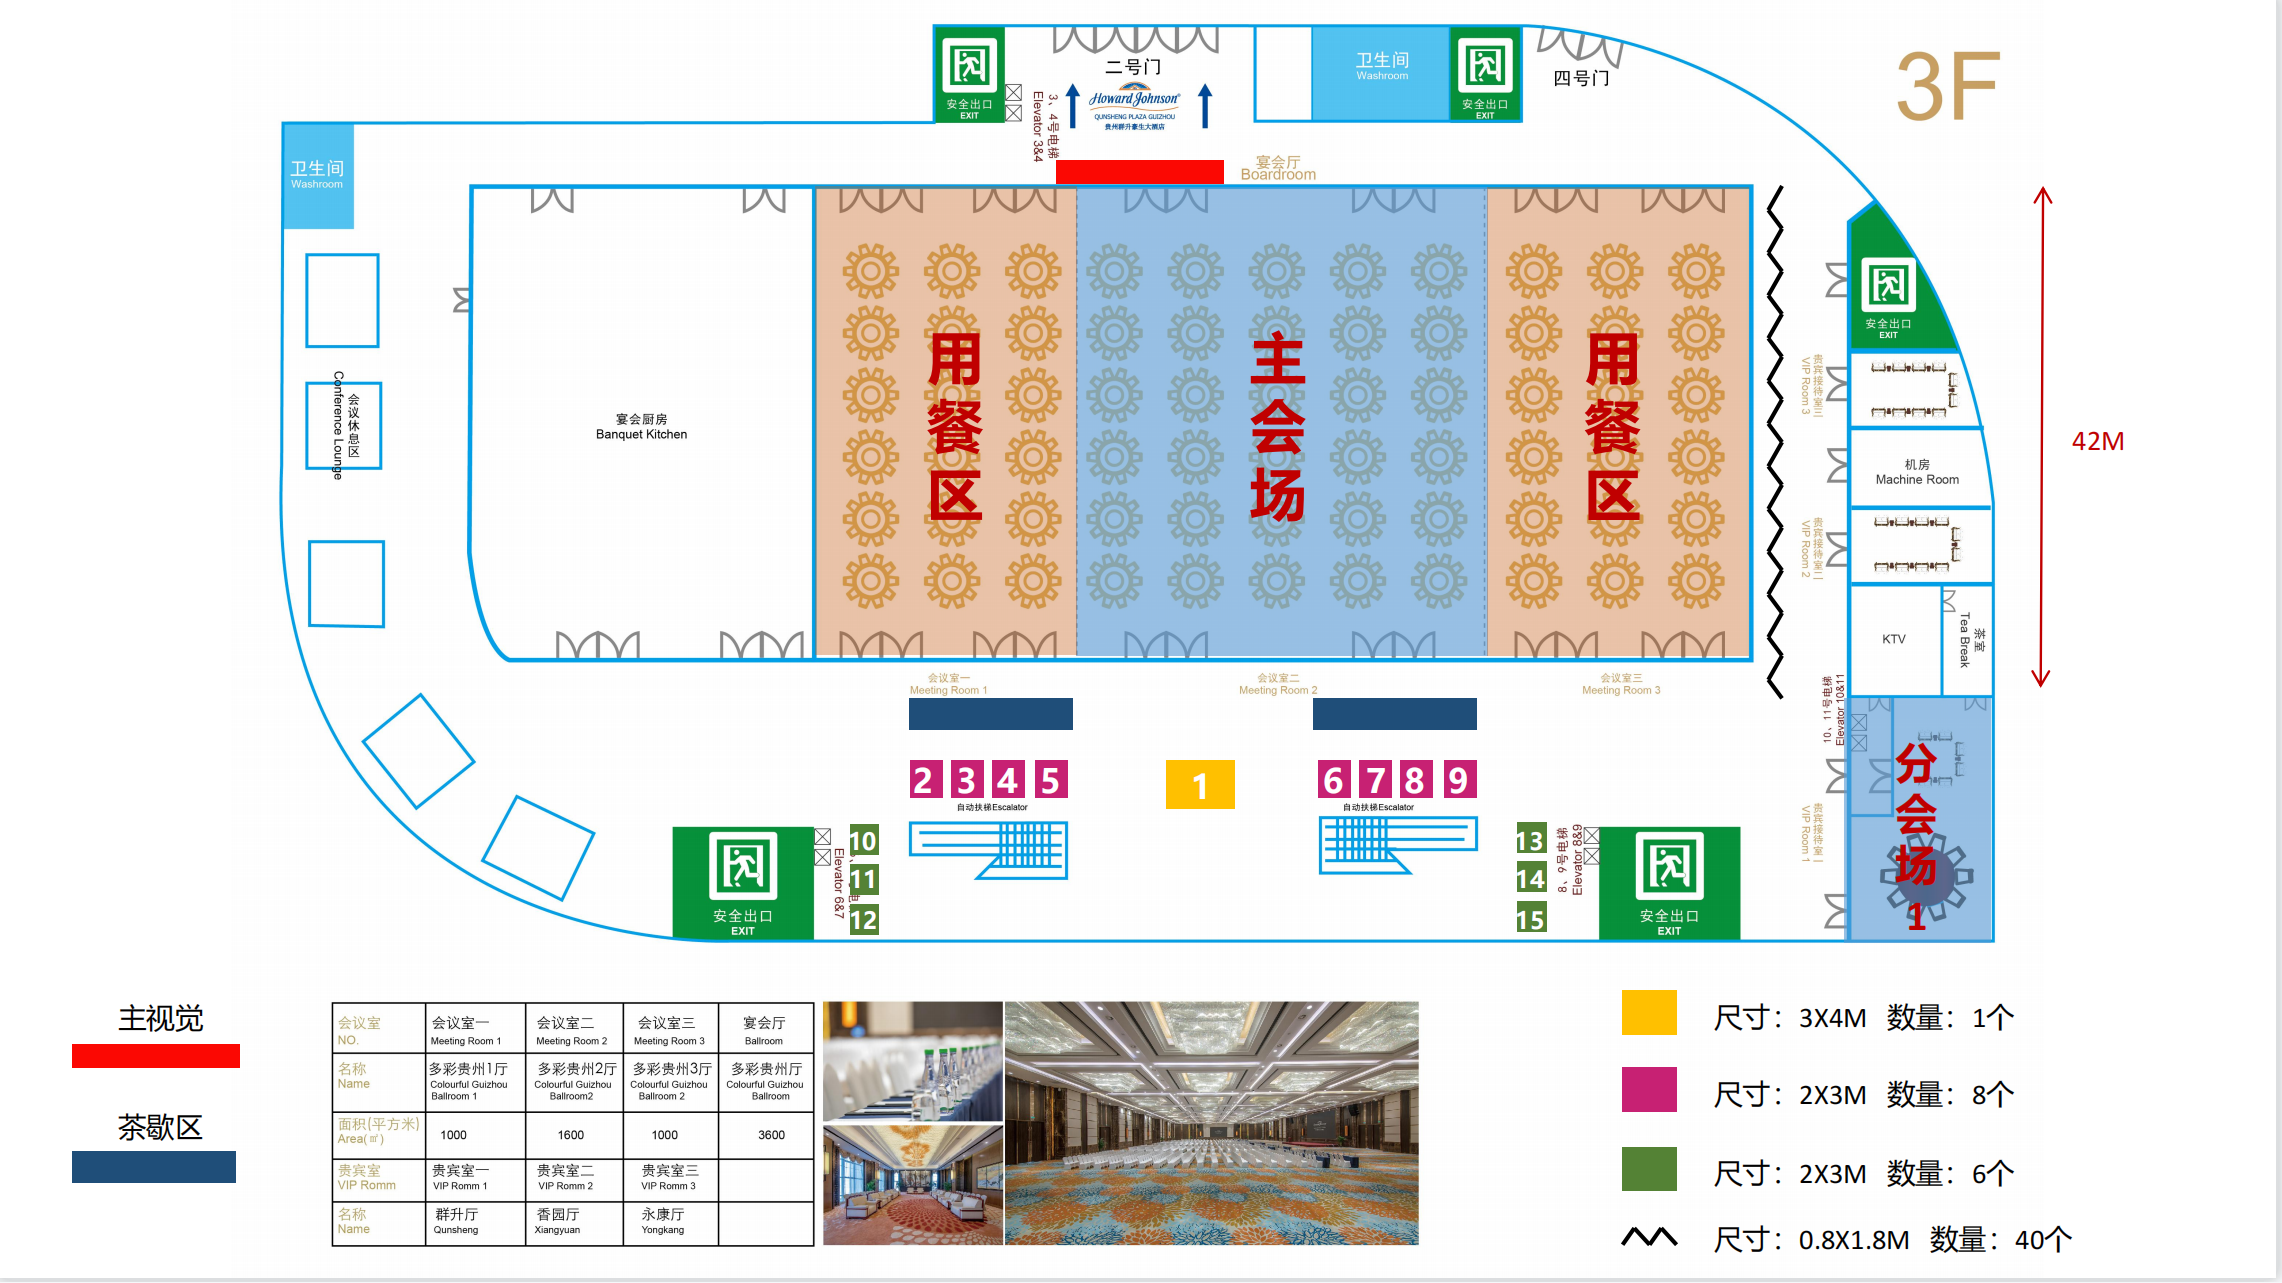 3F
二号门
Howard Johnson
QUNSHENG PLAZA GUIZHOU
贵州群升豪生大酒店
安全出口
EXIT
3、4号电梯
Elevator 3&4
卫生间
Washroom
安全出口
EXIT
四号门
宴会厅
Boardroom
卫生间
Washroom
会议休息区
Conference Lounge
宴会厨房
Banquet Kitchen
用餐区
主会场
用餐区
安全出口
EXIT
贵宾接待室三
VIP Room 3
机房
Machine Room
贵宾接待室二
VIP Room 2
KTV
茶室
Tea Break
42M
会议室一
Meeting Room 1
会议室二
Meeting Room 2
会议室三
Meeting Room 3
10、11号电梯
Elevator 10&11
分会场1
贵宾接待室一
VIP Room 1
2 3 4 5
1
6 7 8 9
自动扶梯Escalator
自动扶梯Escalator
安全出口
EXIT
Elevator 6&7
10
11
12
13
14
15
8、9号电梯
Elevator 8&9
安全出口
EXIT
主视觉
茶歇区
会议室 会议室一 会议室二 会议室三 宴会厅
NO. Meeting Room 1 Meeting Room 2 Meeting Room 3 Ballroom
名称 多彩贵州1厅 多彩贵州2厅 多彩贵州3厅 多彩贵州厅
Name Colourful Guizhou Colourful Guizhou Colourful Guizhou Colourful Guizhou
Ballroom 1 Ballroom2 Ballroom 2 Ballroom
面积(平方米)
Area(㎡) 1000 1600 1000 3600
贵宾室 贵宾室一 贵宾室二 贵宾室三
VIP Romm VIP Romm 1 VIP Romm 2 VIP Romm 3
名称 群升厅 香园厅 永康厅
Name Qunsheng Xiangyuan Yongkang
尺寸：3X4M 数量：1个
尺寸：2X3M 数量：8个
尺寸：2X3M 数量：6个
尺寸：0.8X1.8M 数量：40个